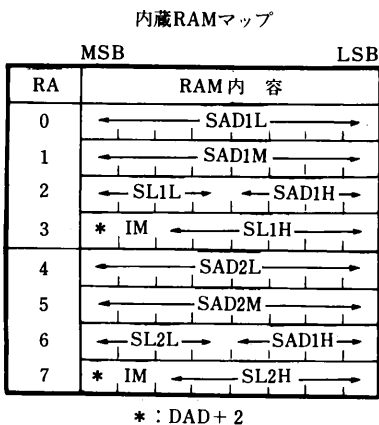 内蔵RAMマップ
MSB LSB
RA RAM内 容
0 SAD1L
1 SAD1M
2 SL1L SAD1H
3 * IM SL1H
4 SAD2L
5 SAD2M
6 SL2L SAD1H
7 * IM SL2H
*:DAD+2